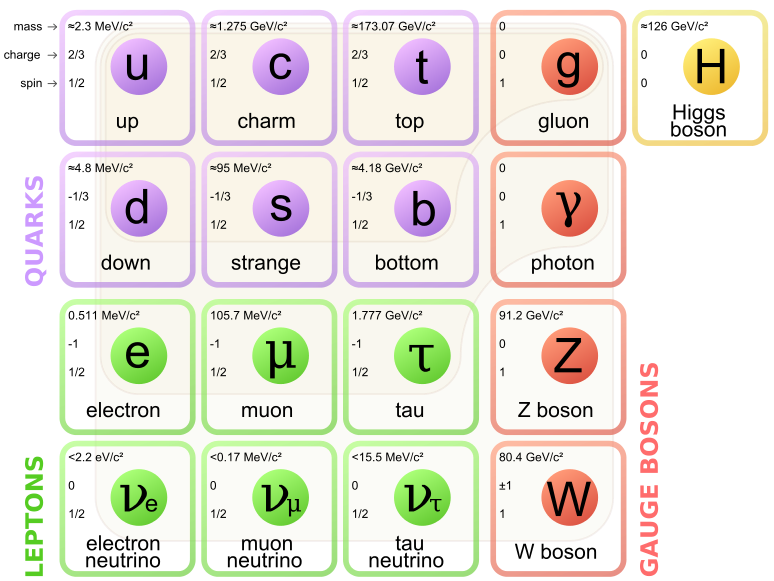 mass →
≈2.3 MeV/c²
≈1.275 GeV/c²
≈173.07 GeV/c²
0
≈126 GeV/c²
charge →
2/3
2/3
2/3
0
0
spin →
1/2
1/2
1/2
1
0
u
c
t
g
H
up
charm
top
gluon
Higgs
boson
QUARKS
≈4.8 MeV/c²
≈95 MeV/c²
≈4.18 GeV/c²
0
-1/3
-1/3
-1/3
0
1/2
1/2
1/2
1
d
s
b
γ
down
strange
bottom
photon
0.511 MeV/c²
105.7 MeV/c²
1.777 GeV/c²
91.2 GeV/c²
-1
-1
-1
0
1/2
1/2
1/2
1
e
μ
τ
Z
electron
muon
tau
Z boson
LEPTONS
<2.2 eV/c²
<0.17 MeV/c²
<15.5 MeV/c²
80.4 GeV/c²
0
0
0
±1
1/2
1/2
1/2
1
νe
νμ
ντ
W
electron
neutrino
muon
neutrino
tau
neutrino
W boson
GAUGE BOSONS